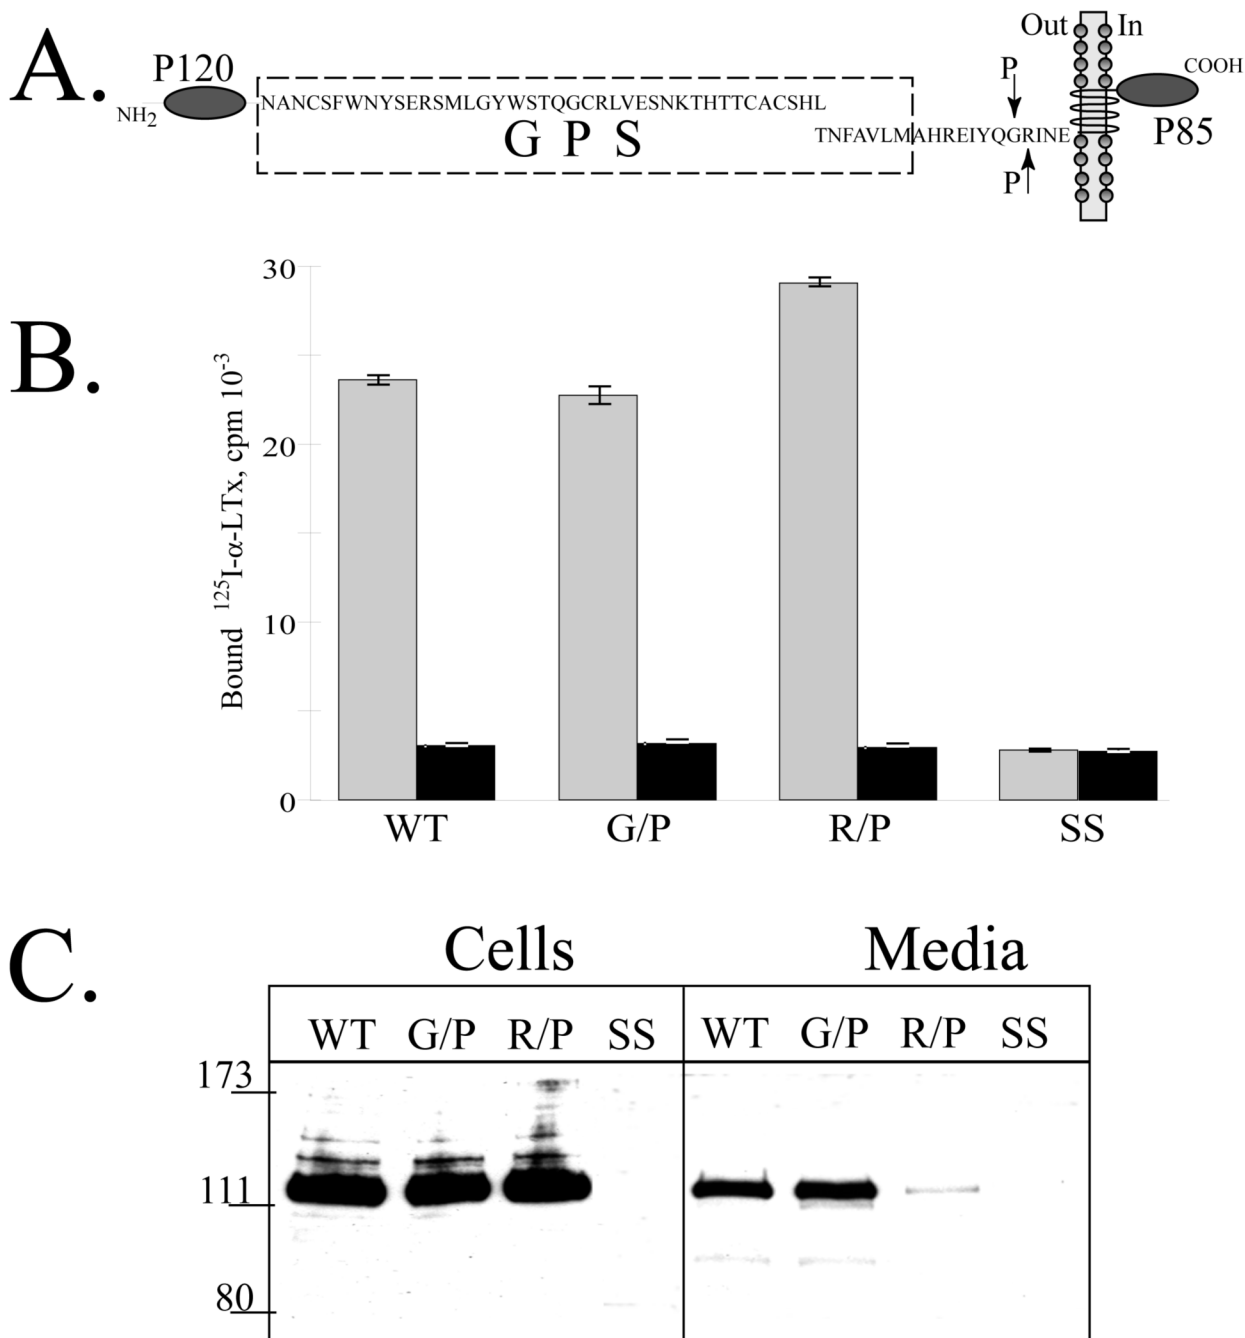 A.
P120
NH2
NANCSFWNYSERSMLGYWSTQGCRLVESNKTHTTCACSHL
G P S
TNFAVLMAHREIYQGRINE
P
P
Out In
COOH
P85
B.
Bound 125I-α-LTx, cpm 10-3
30
20
10
0
WT G/P R/P SS
C.
Cells Media
WT G/P R/P SS WT G/P R/P SS
173
111
80